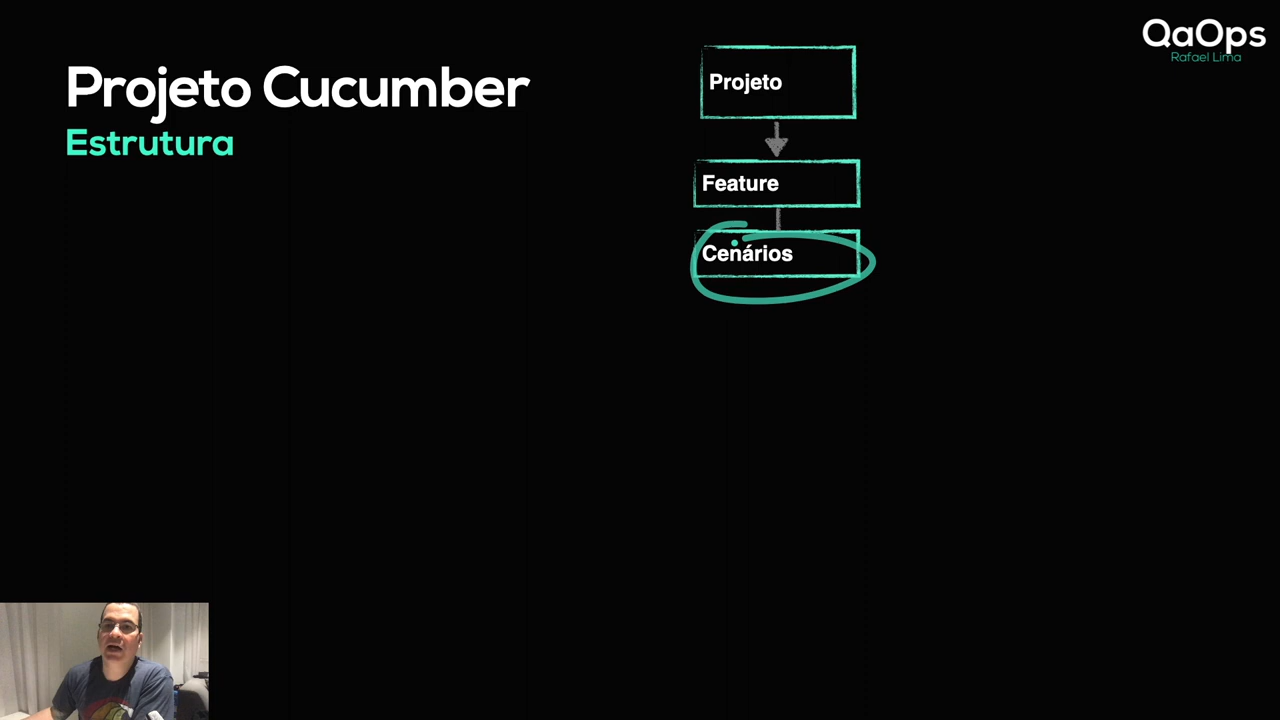 QaOps
Rafael Lima
Projeto Cucumber
Estrutura
Projeto
Feature
Cenários